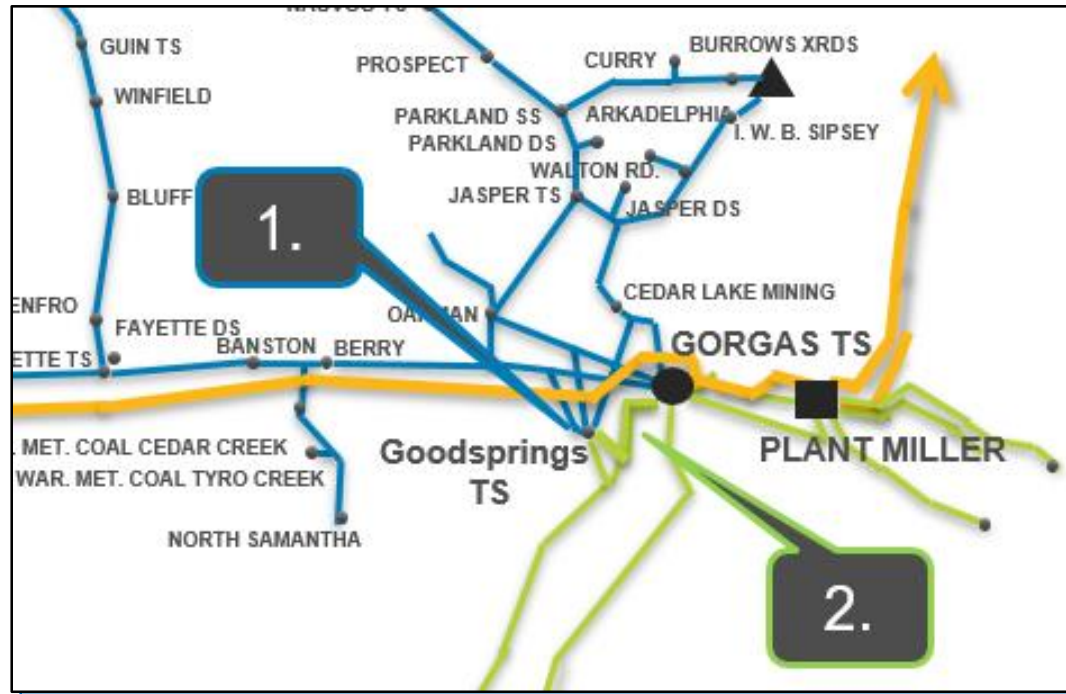 GUIN TS
CURRY
BURROWS XRDS
PROSPECT
WINFIELD
PARKLAND SS
ARKADELPHIA
I. W. B. SIPSEY
PARKLAND DS
WALTON RD.
BLUFF
JASPER TS
JASPER DS
1.
ENFRO
CEDAR LAKE MINING
FAYETTE DS
BANSTON
BERRY
GORGAS TS
ETTE TS
. MET. COAL CEDAR CREEK
Goodsprings
TS
PLANT MILLER
WAR. MET. COAL TYRO CREEK
NORTH SAMANTHA
2.